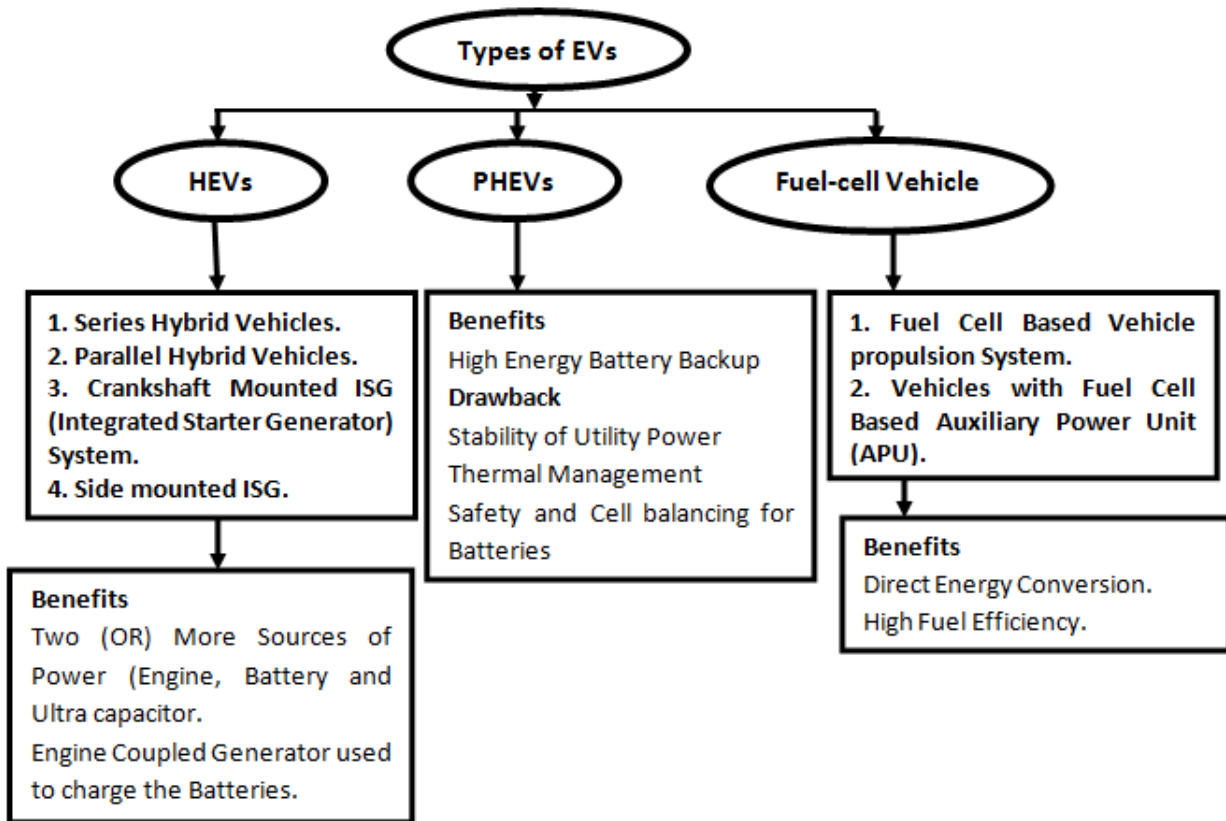 Types of EVs
HEVs
PHEVs
Fuel-cell Vehicle
1. Series Hybrid Vehicles.
2. Parallel Hybrid Vehicles.
3. Crankshaft Mounted ISG
(Integrated Starter Generator)
System.
4. Side mounted ISG.
Benefits
Two (OR) More Sources of
Power (Engine, Battery and
Ultra capacitor.
Engine Coupled Generator used
to charge the Batteries.
Benefits
High Energy Battery Backup
Drawback
Stability of Utility Power
Thermal Management
Safety and Cell balancing for
Batteries
1. Fuel Cell Based Vehicle
propulsion System.
2. Vehicles with Fuel Cell
Based Auxiliary Power Unit
(APU).
Benefits
Direct Energy Conversion.
High Fuel Efficiency.